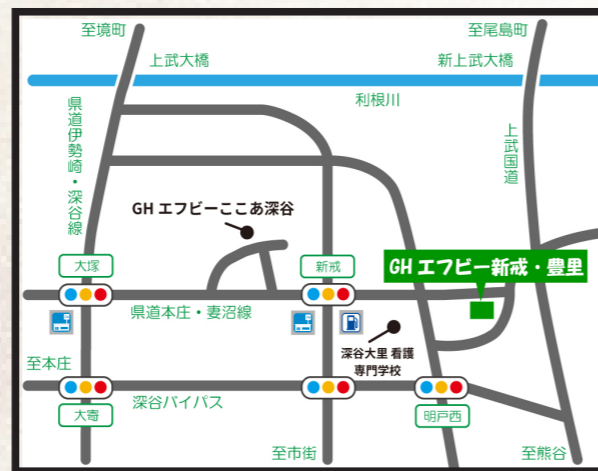 至境町
至尾島町
上武大橋
新上武大橋
利根川
県道伊勢崎・深谷線
上武国道
GH エフビーここあ深谷
大塚
新戒
GH エフビー新戒・豊里
県道本庄・妻沼線
深谷大里 看護
専門学校
至本庄
大寄
深谷バイパス
明戸西
至市街
至熊谷